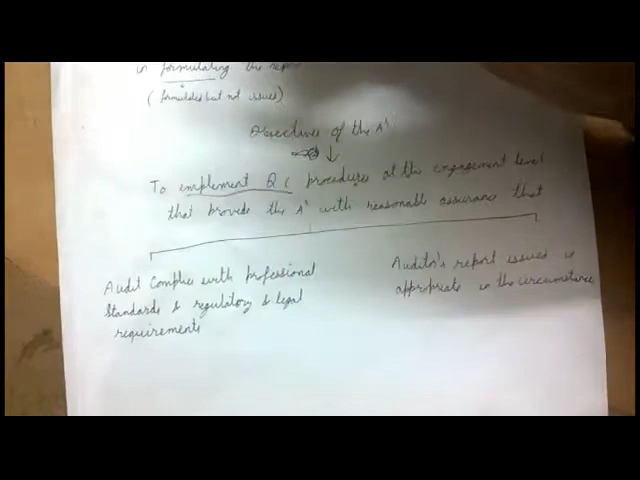 in formulating the report
(formulated but not issued)
Objectives of the A'
To implement QC procedures at the engagement level
that provide the A' with reasonable assurance that
Audit Complies with professional
Standards & regulatory & legal
requirements
Auditor's report issued is
appropriate in the circumstances